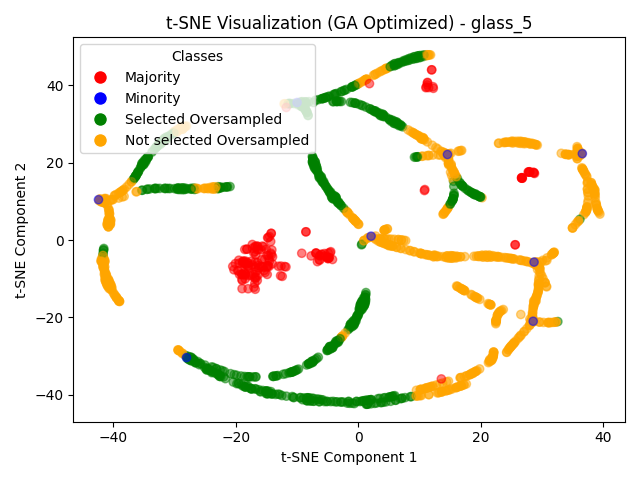 t-SNE Visualization (GA Optimized) - glass_5
Classes
Majority
Minority
Selected Oversampled
Not selected Oversampled
t-SNE Component 2
40
20
0
−20
−40
−40
−20
0
20
40
t-SNE Component 1